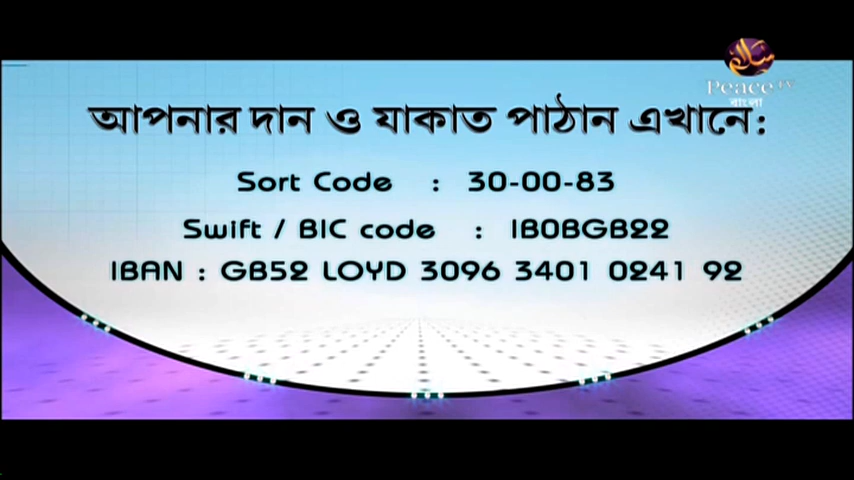 Peace TV
বাংলা
আপনার দান ও যাকাত পাঠান এখানে:
Sort Code : 30-00-83
Swift / BIC code : IBOBGB22
IBAN : GB52 LOYD 3096 3401 0241 92